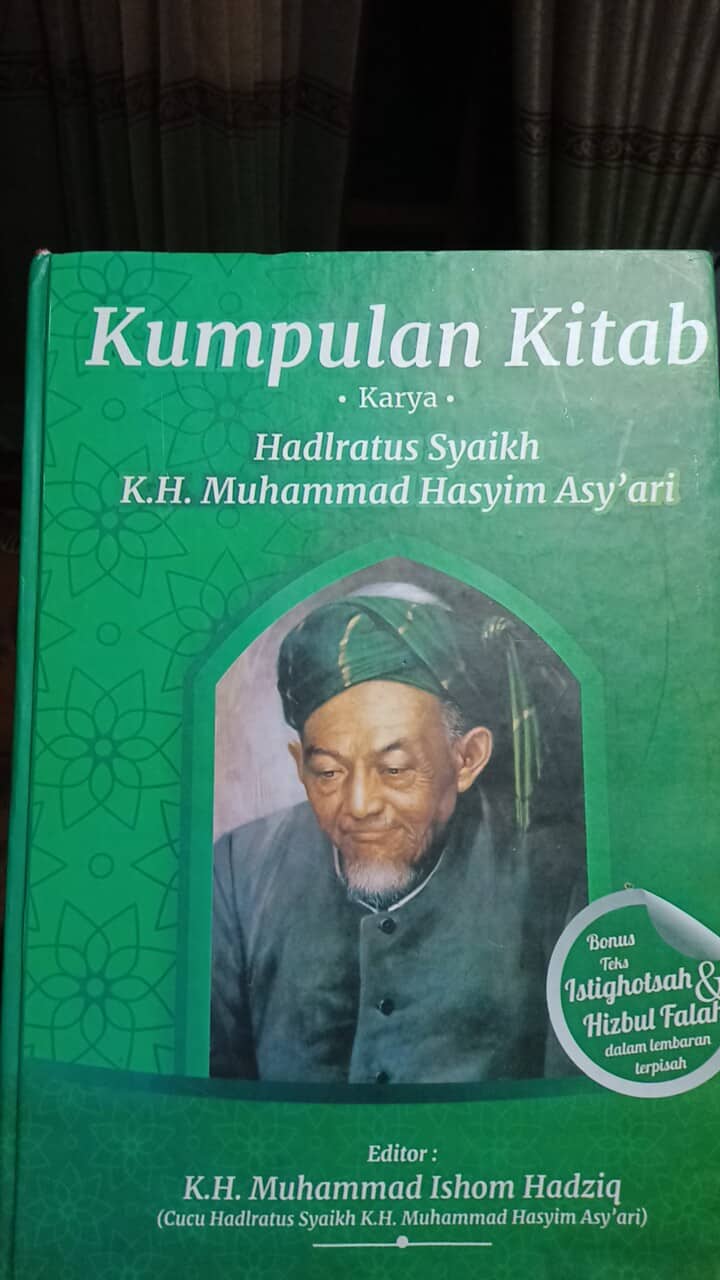 Kumpulan Kitab
• Karya •
Hadlratus Syaikh
K.H. Muhammad Hasyim Asy'ari
Bonus
Teks
Istighotsah &
Hizbul Falah
dalam lembaran
terpisah
Editor :
K.H. Muhammad Ishom Hadziq
(Cucu Hadlratus Syaikh K.H. Muhammad Hasyim Asy'ari)